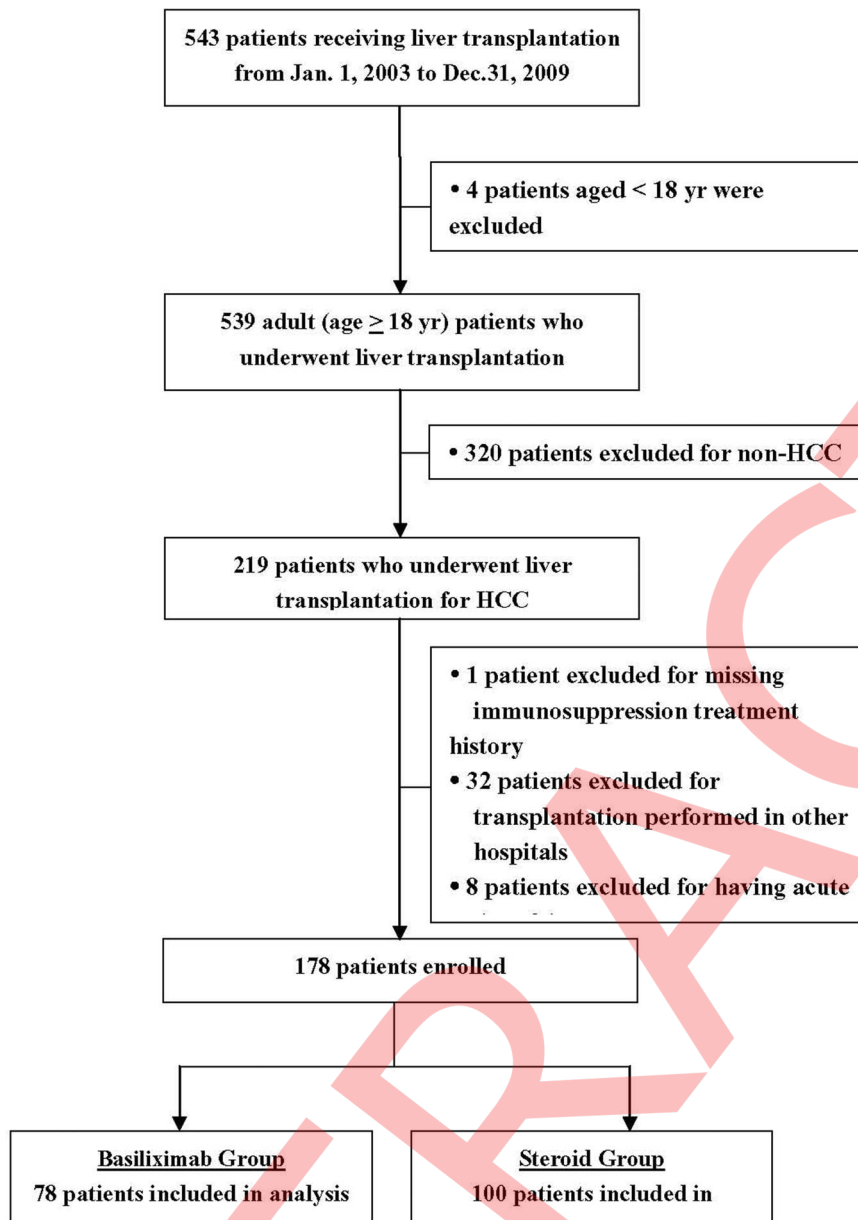 543 patients receiving liver transplantation
from Jan. 1, 2003 to Dec.31, 2009
• 4 patients aged < 18 yr were
excluded
539 adult (age ≥ 18 yr) patients who
underwent liver transplantation
• 320 patients excluded for non-HCC
219 patients who underwent liver
transplantation for HCC
• 1 patient excluded for missing
immunosuppression treatment
history
• 32 patients excluded for
transplantation performed in other
hospitals
• 8 patients excluded for having acute
178 patients enrolled
Basiliximab Group
78 patients included in analysis
Steroid Group
100 patients included in
TRACT